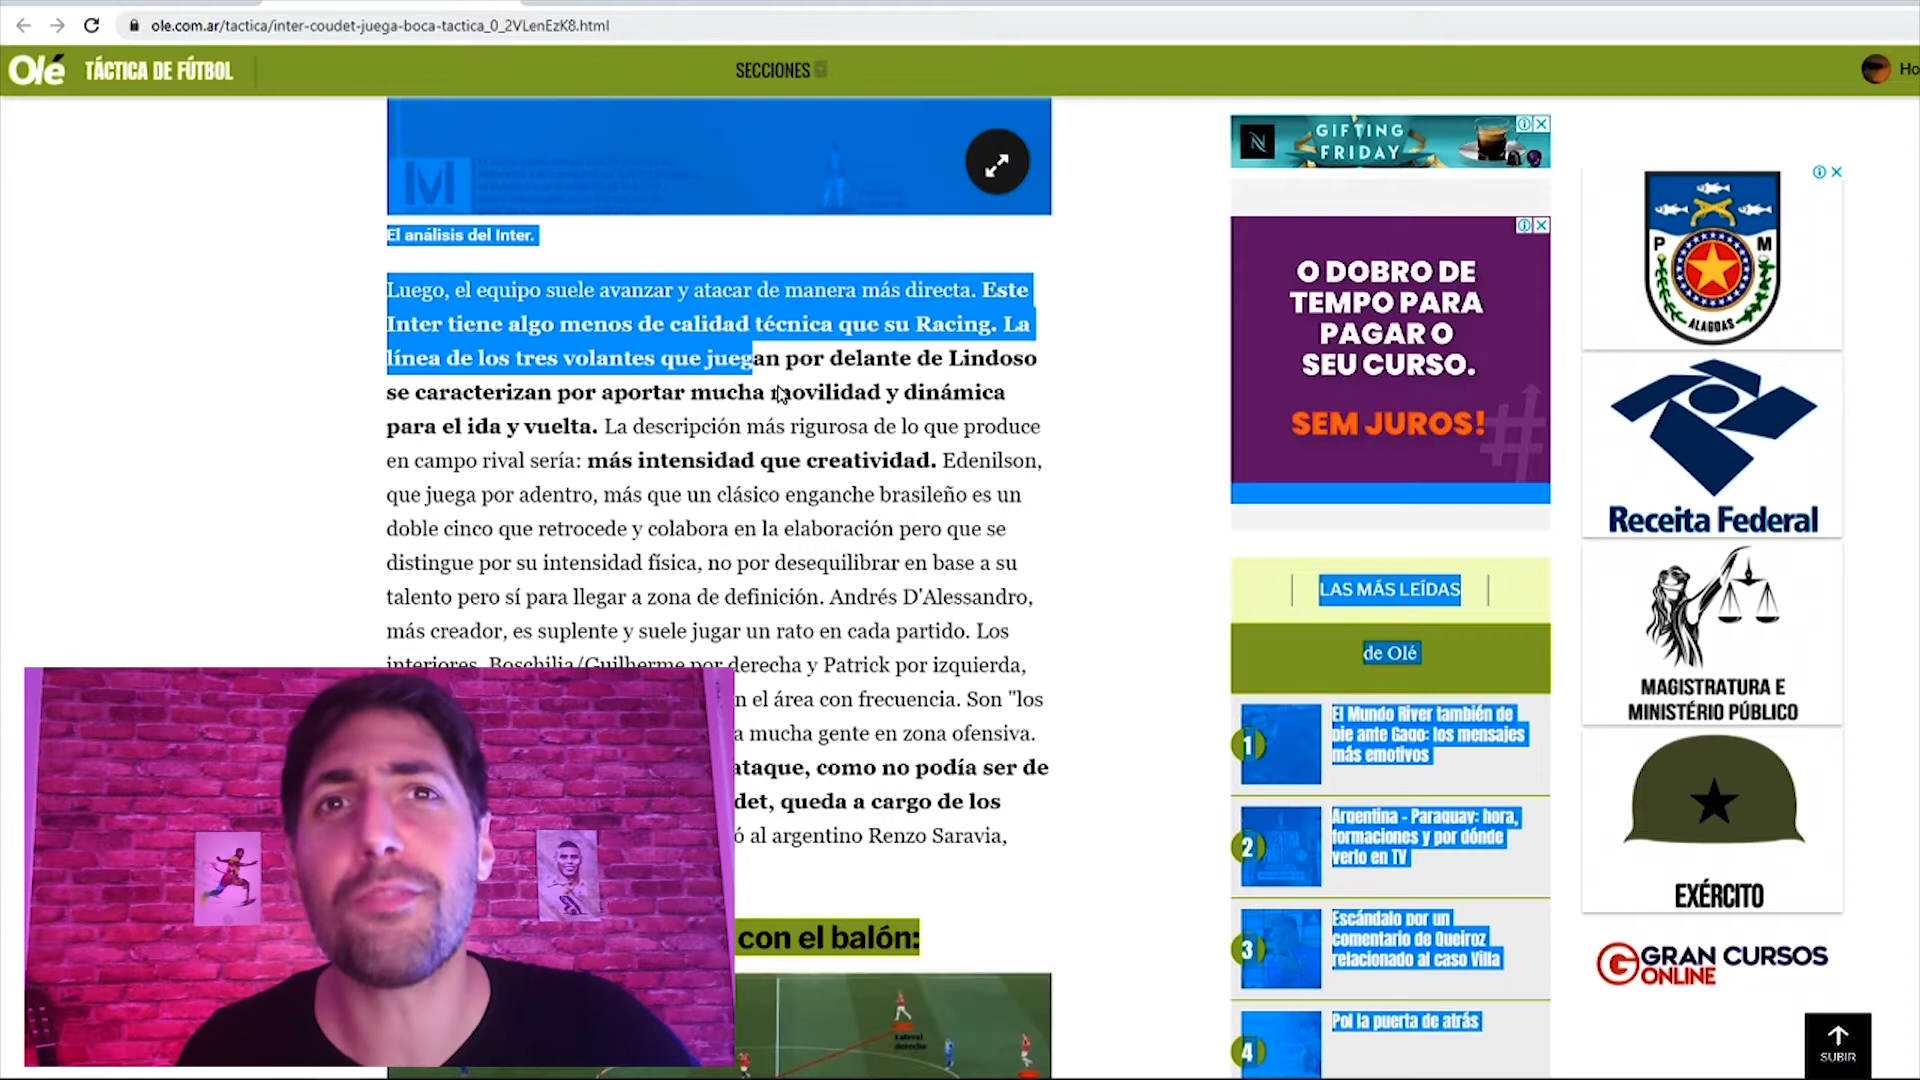 ole.com.ar/tactica/inter-coudet-juega-boca-tactica_0_2VLenEzK8.html
Olé
TÁCTICA DE FÚTBOL
SECCIONES
Ho
M
El análisis del Inter.
Luego, el equipo suele avanzar y atacar de manera más directa. Este
Inter tiene algo menos de calidad técnica que su Racing. La
línea de los tres volantes que juegan por delante de Lindoso
se caracterizan por aportar mucha movilidad y dinámica
para el ida y vuelta. La descripción más rigurosa de lo que produce
en campo rival sería: más intensidad que creatividad. Edenilson,
que juega por adentro, más que un clásico enganche brasileño es un
doble cinco que retrocede y colabora en la elaboración pero que se
distingue por su intensidad física, no por desequilibrar en base a su
talento pero sí para llegar a zona de definición. Andrés D'Alessandro,
más creador, es suplente y suele jugar un rato en cada partido. Los
interiores, Boschilia/Guilherme por derecha y Patrick por izquierda,
n el área con frecuencia. Son "los
a mucha gente en zona ofensiva.
ataque, como no podía ser de
det, queda a cargo de los
ó al argentino Renzo Saravia,
con el balón:
Lateral
derecho
N
GIFTING
FRIDAY
O DOBRO DE
TEMPO PARA
PAGAR O
SEU CURSO.
SEM JUROS!
LAS MÁS LEÍDAS
de Olé
1
El Mundo River también de
pie ante Gago: los mensajes
más emotivos
2
Argentina - Paraguay: hora,
formaciones y por dónde
verlo en TV
3
Escándalo por un
comentario de Queiroz
relacionado al caso Villa
4
Pol la puerta de atrás
P M
ALAGOAS
Receita Federal
MAGISTRATURA E
MINISTÉRIO PÚBLICO
EXÉRCITO
GRAN CURSOS
ONLINE
SUBIR